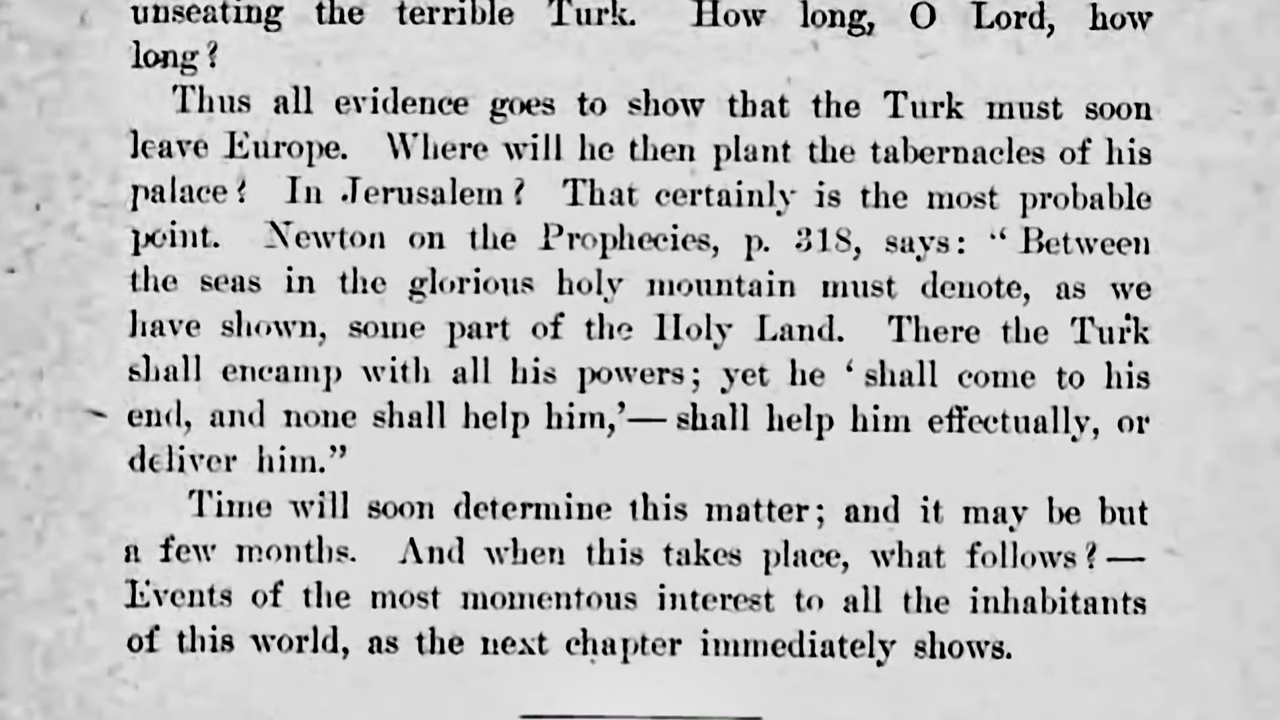 unseating the terrible Turk. How long, O Lord, how
long?
Thus all evidence goes to show that the Turk must soon
leave Europe. Where will he then plant the tabernacles of his
palace? In Jerusalem? That certainly is the most probable
point. Newton on the Prophecies, p. 318, says: “Between
the seas in the glorious holy mountain must denote, as we
have shown, some part of the Holy Land. There the Turk
shall encamp with all his powers; yet he ‘shall come to his
end, and none shall help him,’— shall help him effectually, or
deliver him.”
Time will soon determine this matter; and it may be but
a few months. And when this takes place, what follows?—
Events of the most momentous interest to all the inhabitants
of this world, as the next chapter immediately shows.